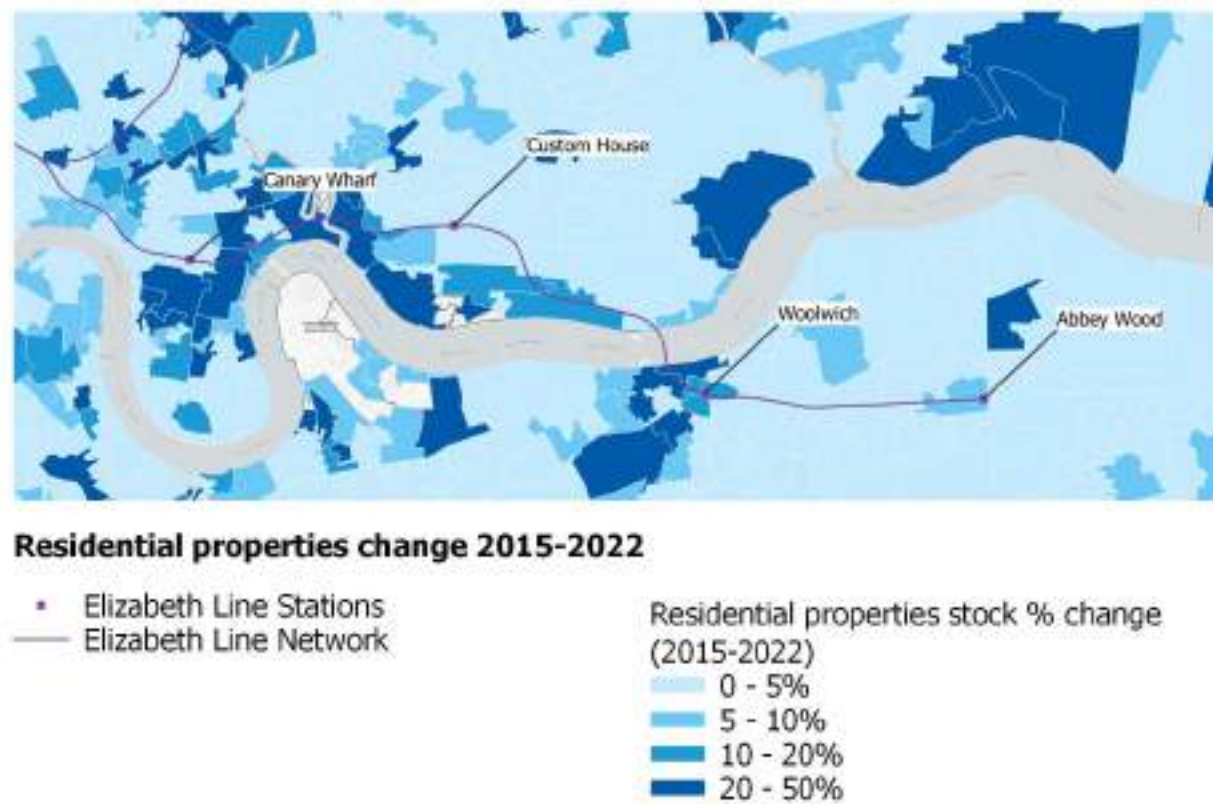 Custom House
Canary Wharf
Woolwich
Abbey Wood
Residential properties change 2015-2022
Elizabeth Line Stations
Elizabeth Line Network
Residential properties stock % change
(2015-2022)
0 - 5%
5 - 10%
10 - 20%
20 - 50%